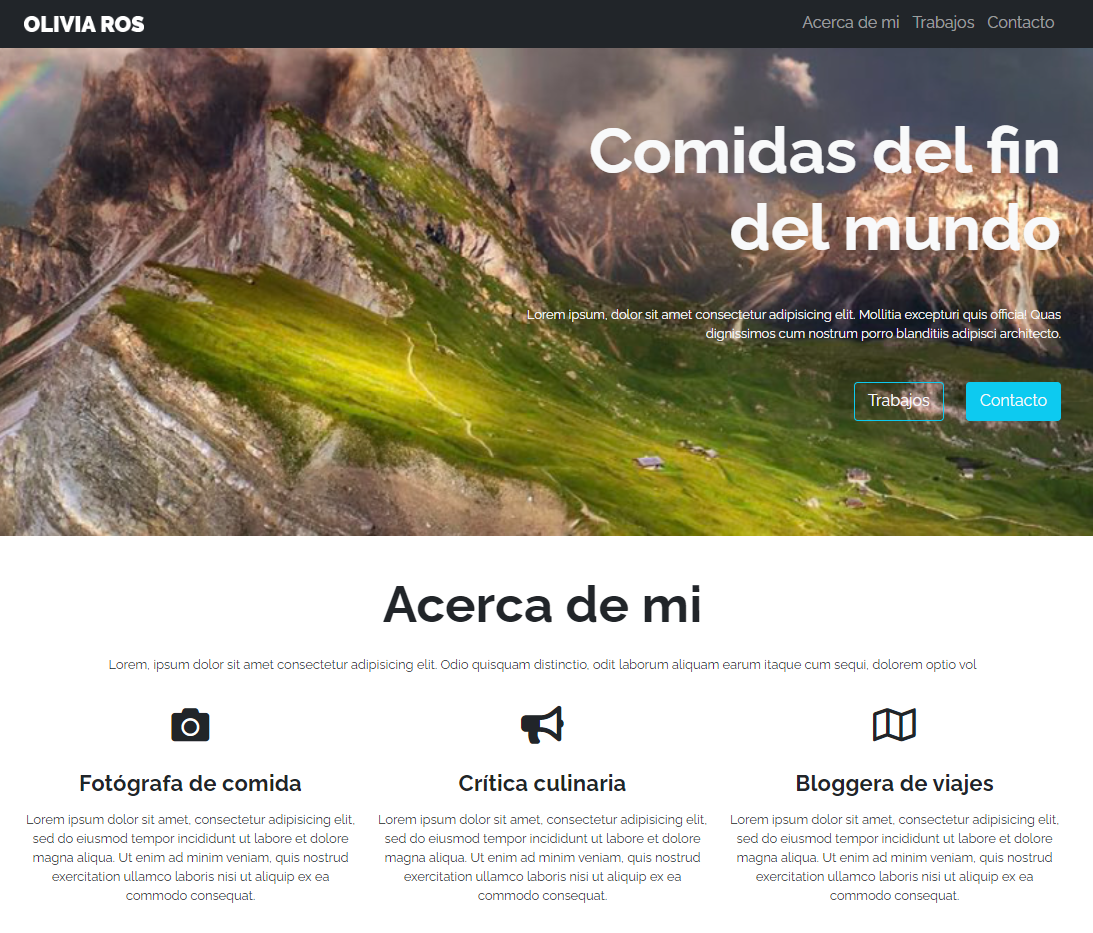 OLIVIA ROS
Acerca de mi Trabajos Contacto
Comidas del fin
del mundo
Lorem ipsum, dolor sit amet consectetur adipisicing elit. Mollitia excepturi quis officia! Quas
dignissimos cum nostrum porro blanditiis adipisci architecto.
Trabajos Contacto
Acerca de mi
Lorem, ipsum dolor sit amet consectetur adipisicing elit. Odio quisquam distinctio, odit laborum aliquam earum itaque cum sequi, dolorem optio vol
Fotógrafa de comida
Lorem ipsum dolor sit amet, consectetur adipisicing elit,
sed do eiusmod tempor incididunt ut labore et dolore
magna aliqua. Ut enim ad minim veniam, quis nostrud
exercitation ullamco laboris nisi ut aliquip ex ea
commodo consequat.
Crítica culinaria
Lorem ipsum dolor sit amet, consectetur adipisicing elit,
sed do eiusmod tempor incididunt ut labore et dolore
magna aliqua. Ut enim ad minim veniam, quis nostrud
exercitation ullamco laboris nisi ut aliquip ex ea
commodo consequat.
Bloggera de viajes
Lorem ipsum dolor sit amet, consectetur adipisicing elit,
sed do eiusmod tempor incididunt ut labore et dolore
magna aliqua. Ut enim ad minim veniam, quis nostrud
exercitation ullamco laboris nisi ut aliquip ex ea
commodo consequat.